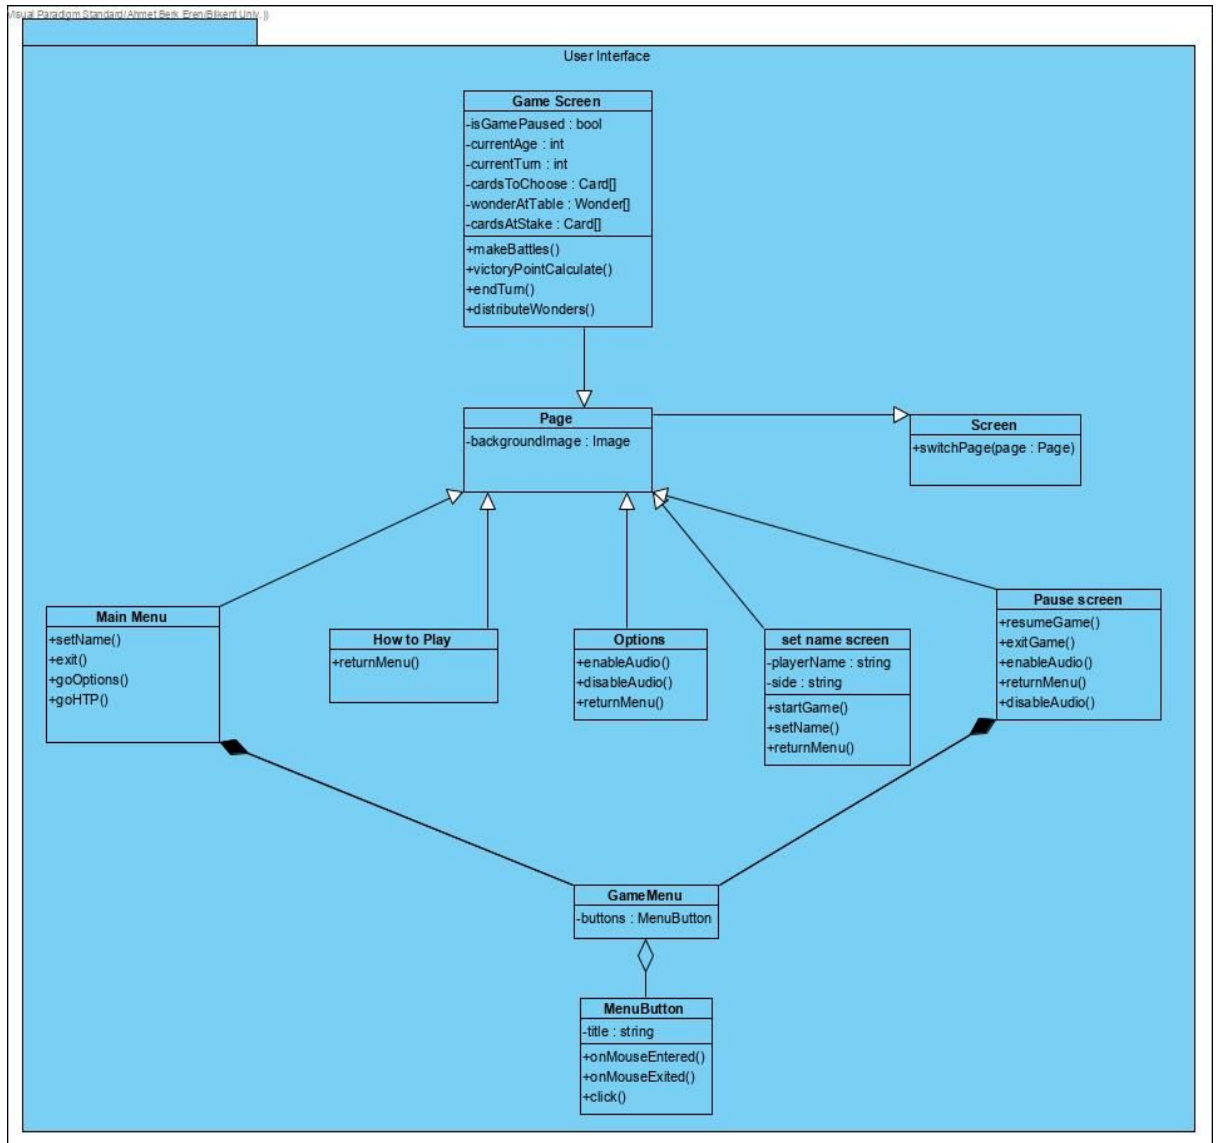 Visual Paradigm Standard(Ahmet Berk Eren(Bilkent Univ.))
User Interface
Game Screen
-isGamePaused : bool
-currentAge : int
-currentTurn : int
-cardsToChoose : Card[]
-wonderAtTable : Wonder[]
-cardsAtStake : Card[]
+makeBattles()
+victoryPointCalculate()
+endTurn()
+distributeWonders()
Page
-backgroundImage : Image
Screen
+switchPage(page : Page)
Main Menu
+setName()
+exit()
+goOptions()
+goHTP()
How to Play
+returnMenu()
Options
+enableAudio()
+disableAudio()
+returnMenu()
set name screen
-playerName : string
-side : string
+startGame()
+setName()
+returnMenu()
Pause screen
+resumeGame()
+exitGame()
+enableAudio()
+returnMenu()
+disableAudio()
GameMenu
-buttons : MenuButton
MenuButton
-title : string
+onMouseEntered()
+onMouseExited()
+click()